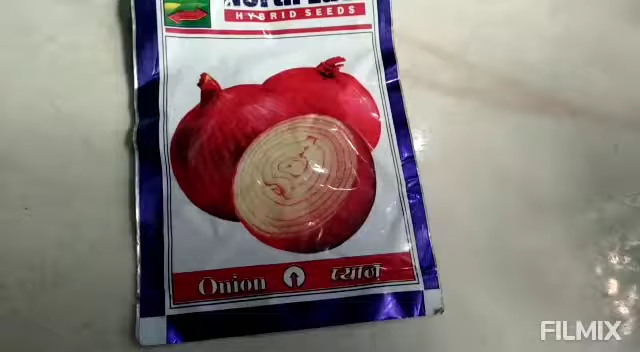 HYBRID SEEDS
Onion प्याज
FILMIX